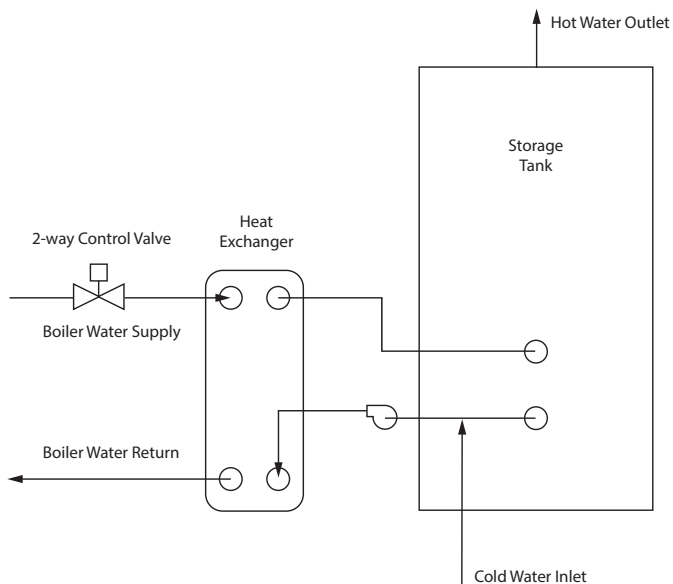 Hot Water Outlet
Storage
Tank
Heat
Exchanger
2-way Control Valve
Boiler Water Supply
Boiler Water Return
Cold Water Inlet